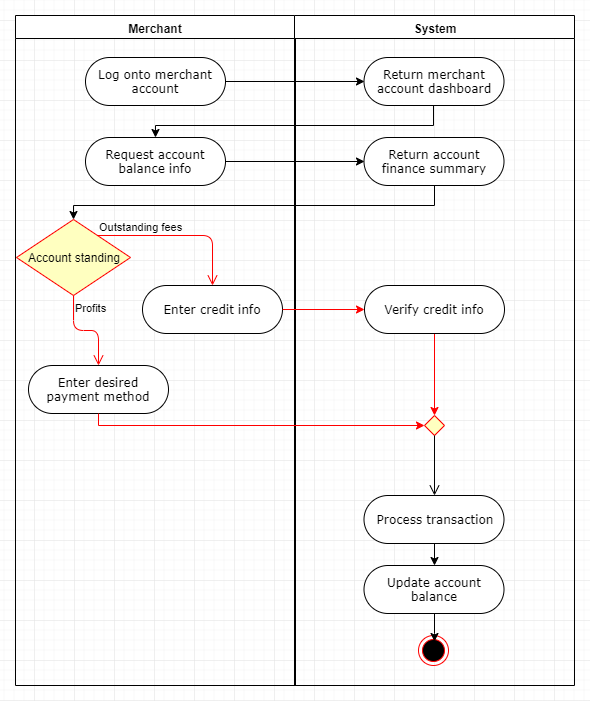 Merchant
System
Log onto merchant
account
Return merchant
account dashboard
Request account
balance info
Return account
finance summary
Outstanding fees
Account standing
Enter credit info
Verify credit info
Profits
Enter desired
payment method
Process transaction
Update account
balance